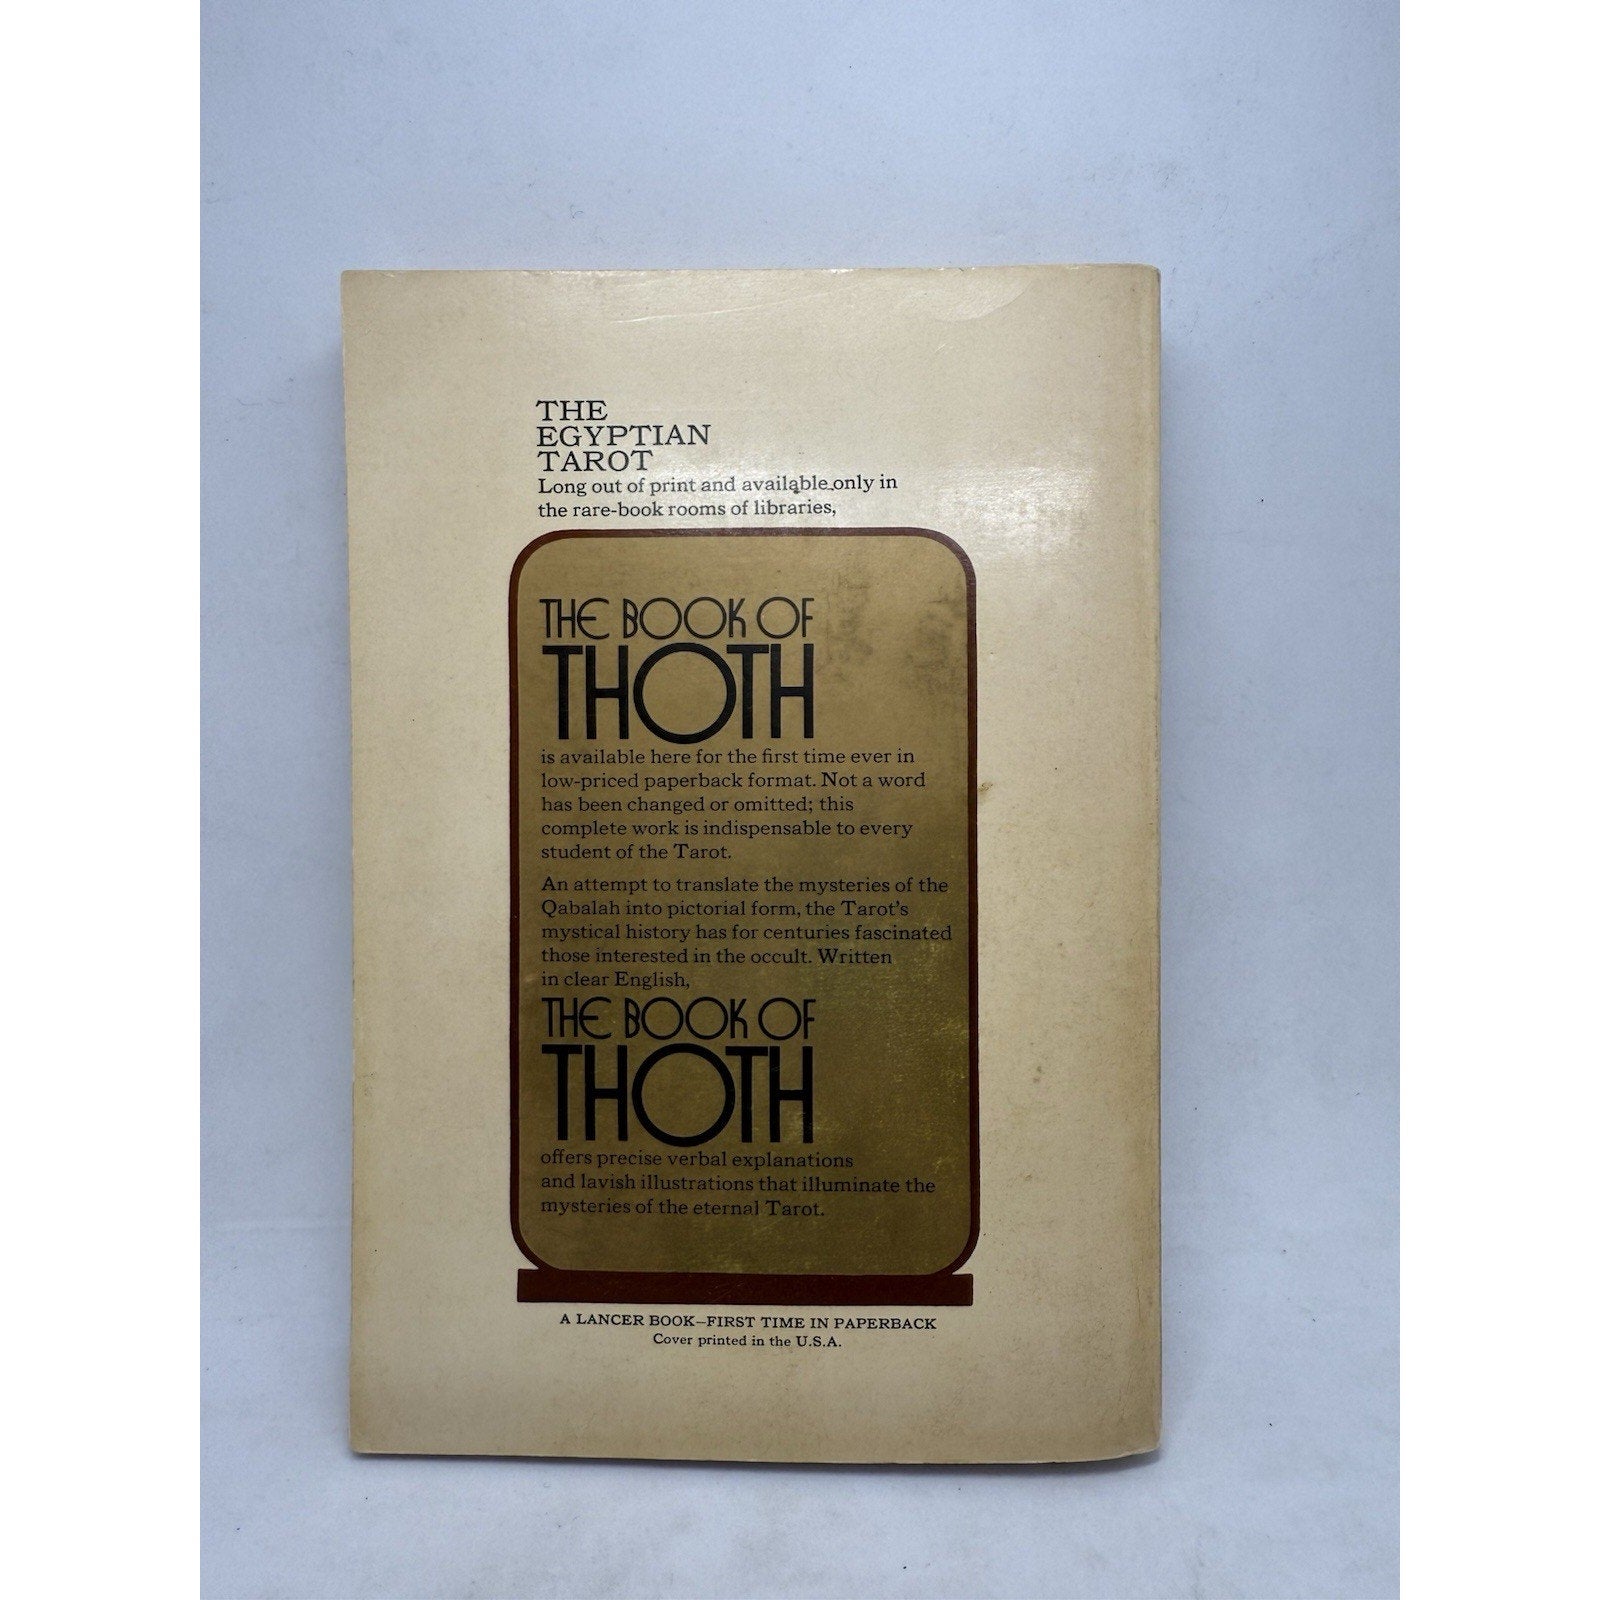 THE
EGYPTIAN
TAROT
Long out of print and available only in
the rare-book rooms of libraries,
THE BOOK OF
THOTH
is available here for the first time ever in
low-priced paperback format. Not a word
has been changed or omitted; this
complete work is indispensable to every
student of the Tarot.
An attempt to translate the mysteries of the
Qabalah into pictorial form, the Tarot's
mystical history has for centuries fascinated
those interested in the occult. Written
in clear English,
THE BOOK OF
THOTH
offers precise verbal explanations
and lavish illustrations that illuminate the
mysteries of the eternal Tarot.
A LANCER BOOK–FIRST TIME IN PAPERBACK
Cover printed in the U.S.A.